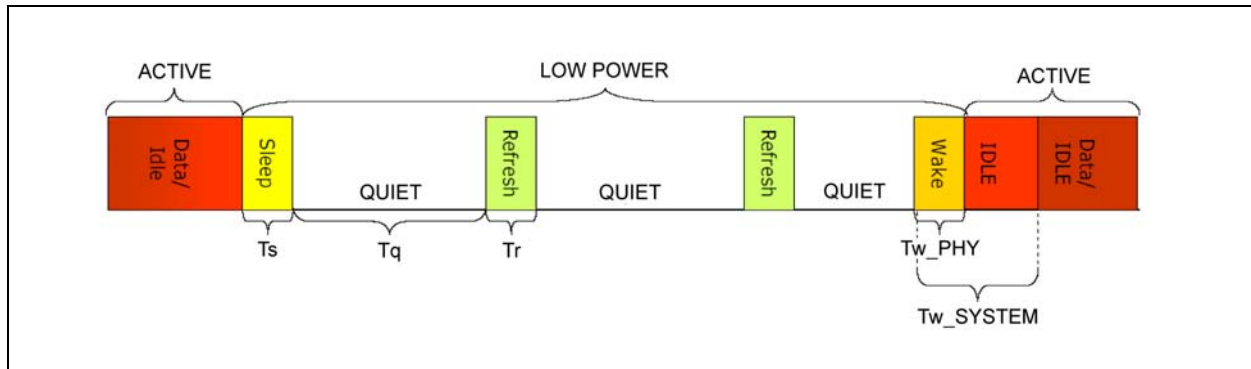 ACTIVE
LOW POWER
ACTIVE
Data/
Idle
Sleep
QUIET
Refresh
QUIET
Refresh
QUIET
Wake
IDLE
Data/
IDLE
Ts
Tq
Tr
Tw_PHY
Tw_SYSTEM